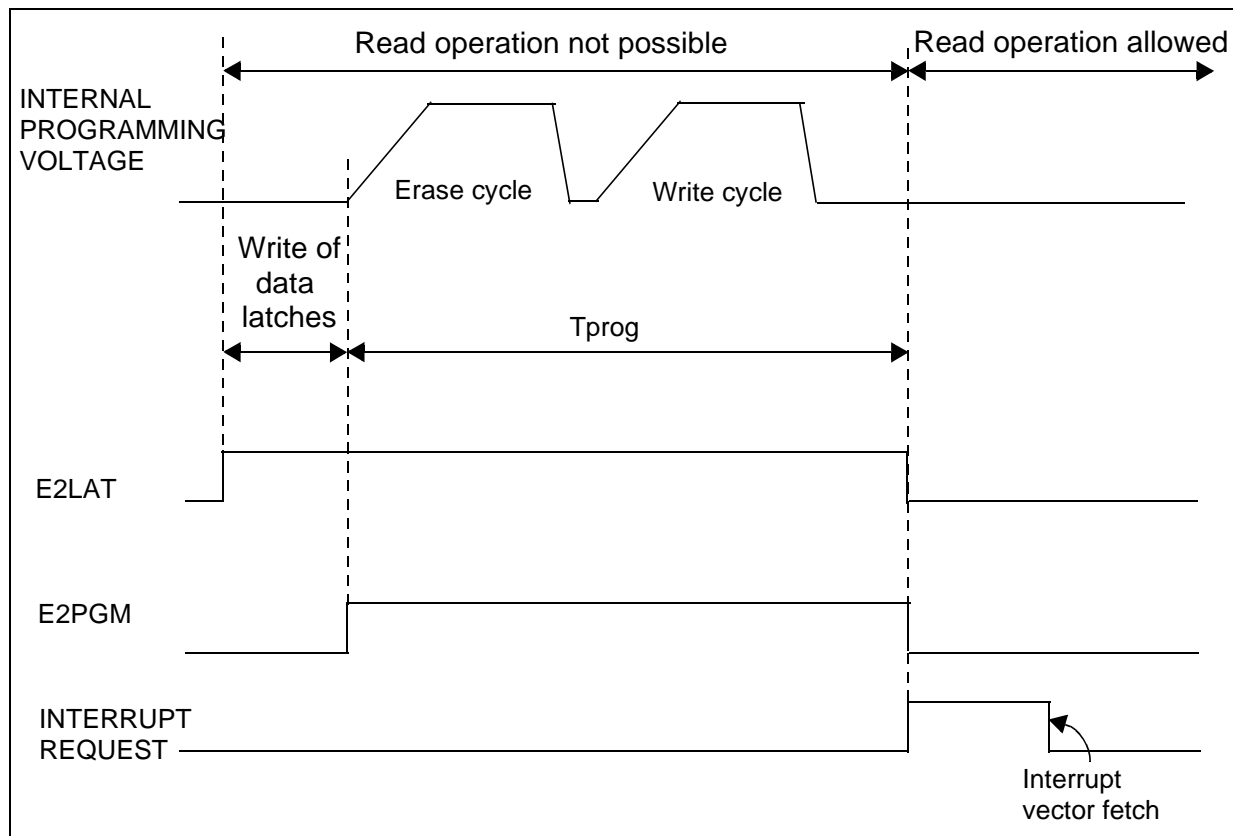 Read operation not possible
Read operation allowed
INTERNAL
PROGRAMMING
VOLTAGE
Erase cycle
Write cycle
Write of
data
latches
Tprog
E2LAT
E2PGM
INTERRUPT
REQUEST
Interrupt
vector fetch